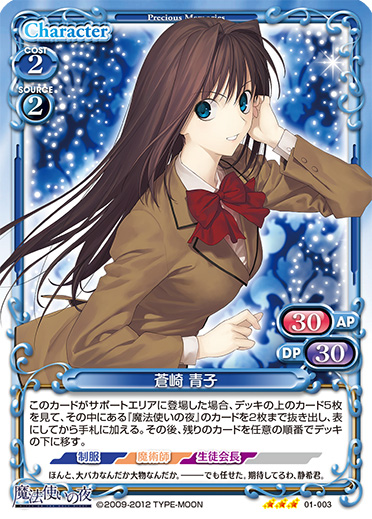 Precious Memories
Character
COST
2
SOURCE
2
30 AP
DP 30
蒼崎 青子
このカードがサポートエリアに登場した場合、デッキの上のカード5枚
を見て、その中にある『魔法使いの夜』のカードを2枚まで抜き出し、表
にしてから手札に加える。その後、残りのカードを任意の順番でデッキ
の下に移す。
制服 魔術師 生徒会長
ほんと、大バカなんだか大物なんだか。――でも任せた。期待してるわ、静希君。
魔法使いの夜 ©2009-2012 TYPE-MOON ★★★ 01-003